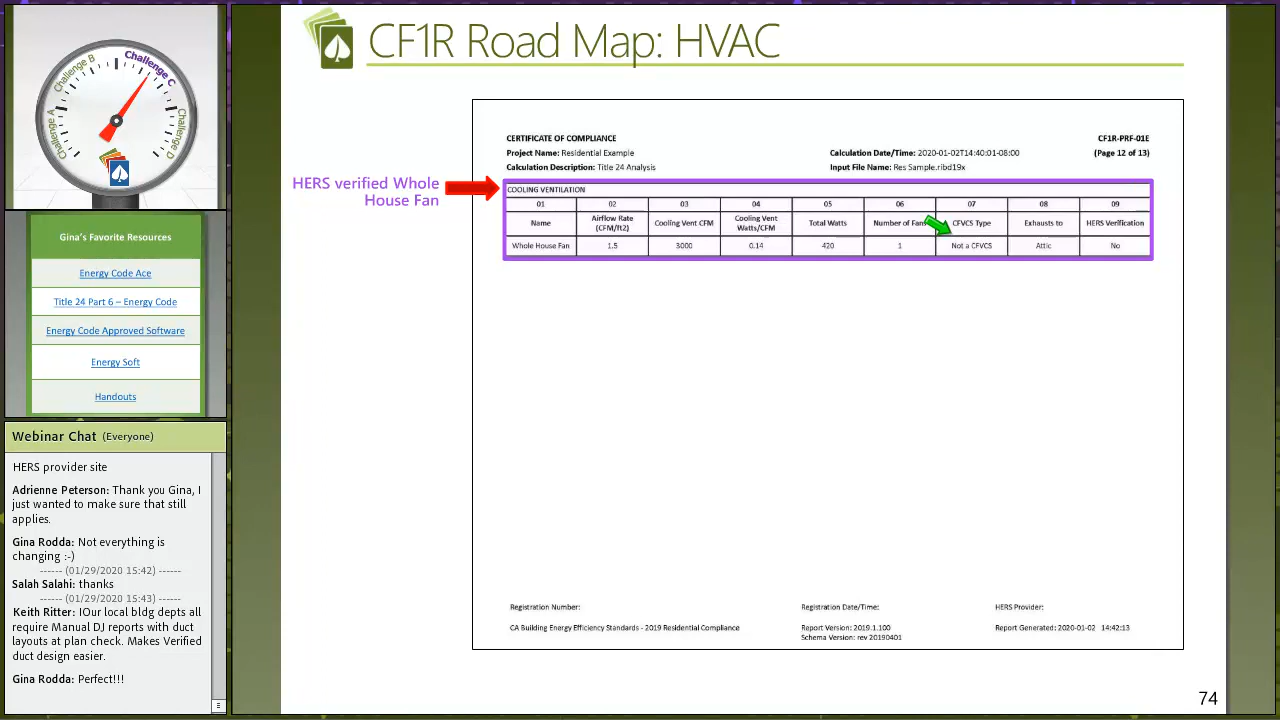 Challenge A
Challenge B
Challenge C
Challenge D
Gina's Favorite Resources
Energy Code Ace
Title 24 Part 6 – Energy Code
Energy Code Approved Software
Energy Soft
Handouts
Webinar Chat (Everyone)
HERS provider site
Adrienne Peterson: Thank you Gina, I
just wanted to make sure that still
applies.
Gina Rodda: Not everything is
changing :-)
------ (01/29/2020 15:42) ------
Salah Salahi: thanks
------ (01/29/2020 15:43) ------
Keith Ritter: IOur local bldg depts all
require Manual DJ reports with duct
layouts at plan check. Makes Verified
duct design easier.
Gina Rodda: Perfect!!!
CF1R Road Map: HVAC
HERS verified Whole
House Fan
CERTIFICATE OF COMPLIANCE CF1R-PRF-01E
Project Name: Residential Example Calculation Date/Time: 2020-01-02T14:40:01-08:00 (Page 12 of 13)
Calculation Description: Title 24 Analysis Input File Name: Res Sample.ribd19x
COOLING VENTILATION
01 02 03 04 05 06 07 08 09
Name Airflow Rate (CFM/ft2) Cooling Vent CFM Cooling Vent Watts/CFM Total Watts Number of Fans CFVCS Type Exhausts to HERS Verification
Whole House Fan 1.5 3000 0.14 420 1 Not a CFVCS Attic No
Registration Number: Registration Date/Time: HERS Provider:
CA Building Energy Efficiency Standards - 2019 Residential Compliance Report Version: 2019.1.100 Report Generated: 2020-01-02 14:42:13
Schema Version: rev 20190401
74